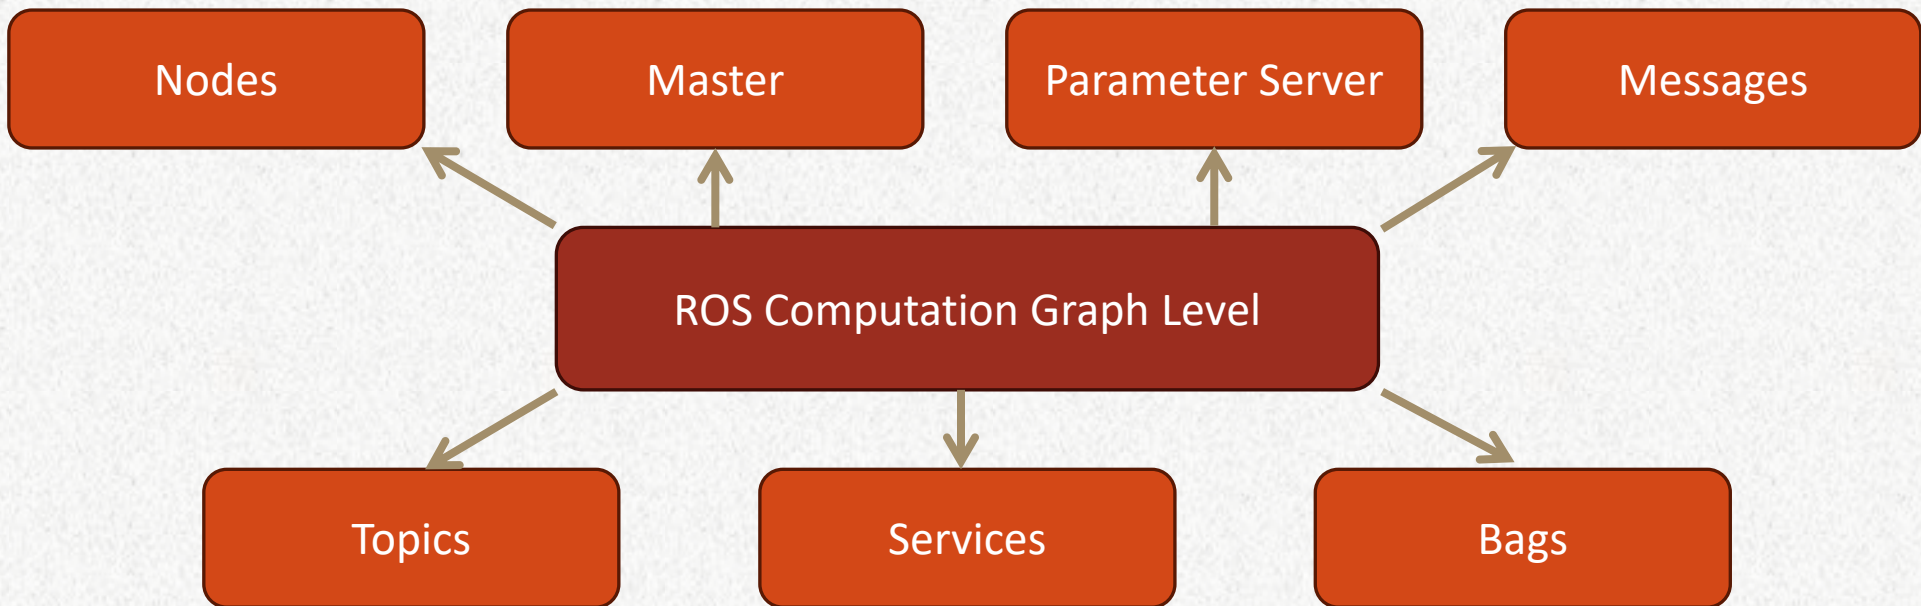 Nodes
Master
Parameter Server
Messages
ROS Computation Graph Level
Topics
Services
Bags